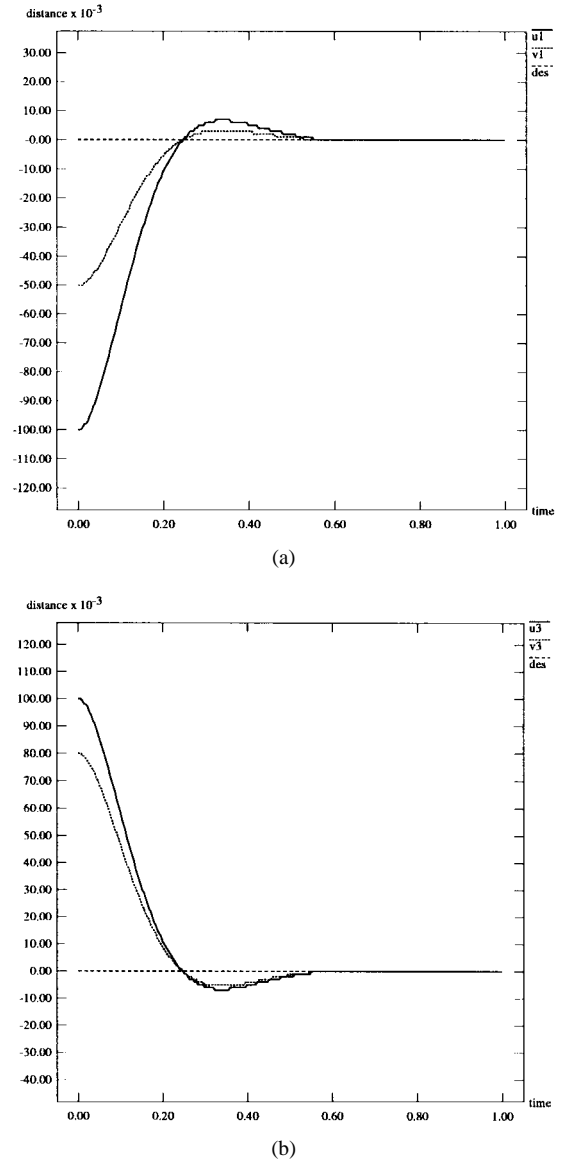 distance x 10⁻³
u1
v1
des
30.00
20.00
10.00
-0.00
-10.00
-20.00
-30.00
-40.00
-50.00
-60.00
-70.00
-80.00
-90.00
-100.00
-110.00
-120.00
time
0.00 0.20 0.40 0.60 0.80 1.00
(a)
distance x 10⁻³
u3
v3
des
120.00
110.00
100.00
90.00
80.00
70.00
60.00
50.00
40.00
30.00
20.00
10.00
0.00
-10.00
-20.00
-30.00
-40.00
time
0.00 0.20 0.40 0.60 0.80 1.00
(b)